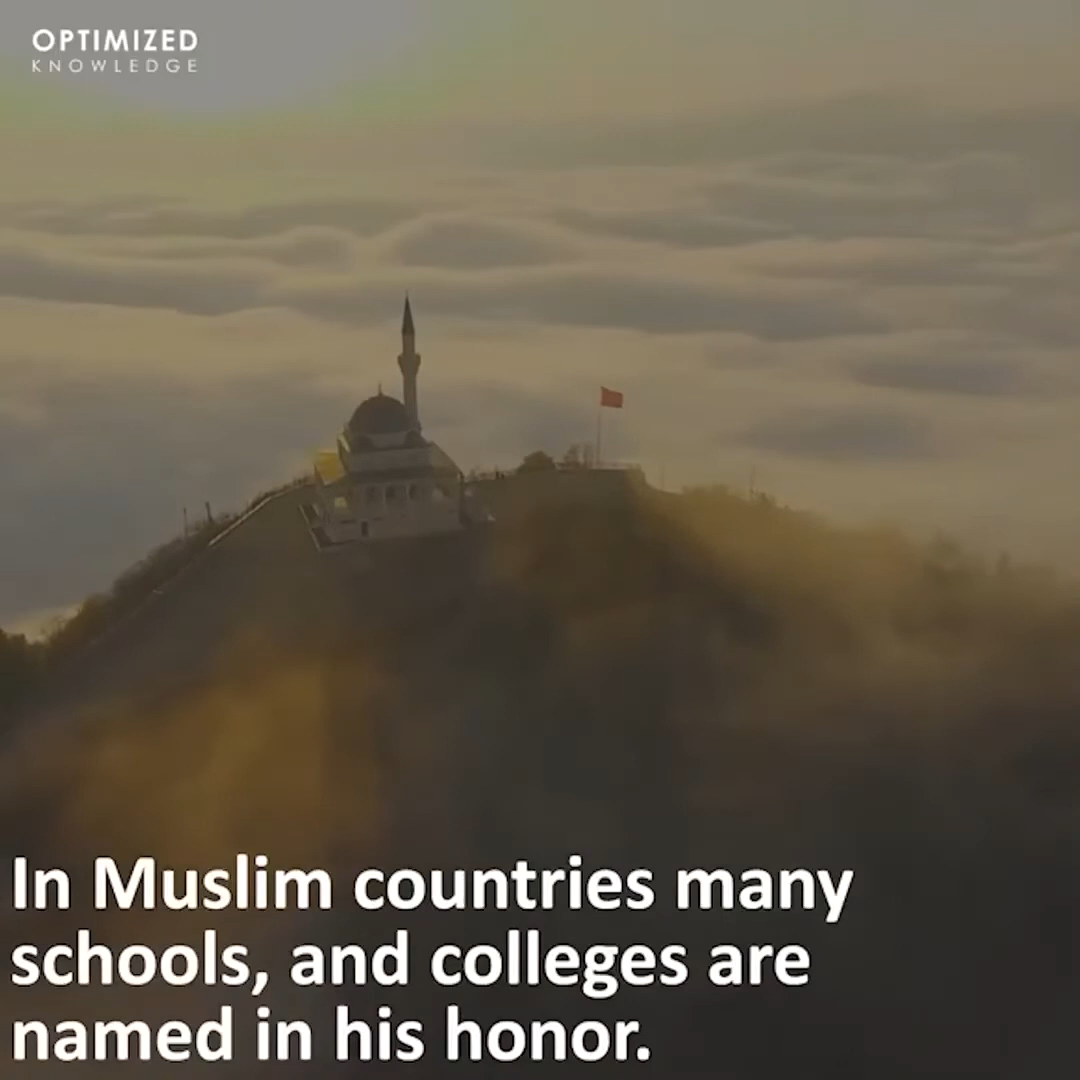 OPTIMIZED
KNOWLEDGE
In Muslim countries many
schools, and colleges are
named in his honor.